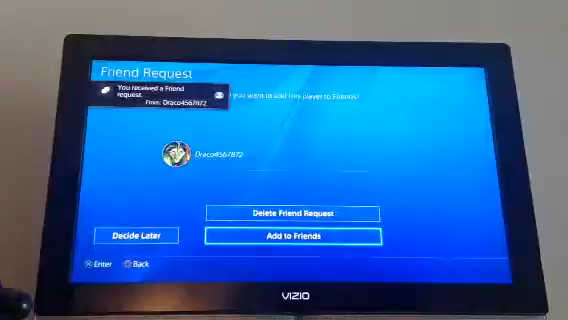 Friend Request
You received a Friend
request.
From: Draco4567872
you want to add this player to Friends?
Draco4567872
Delete Friend Request
Decide Later
Add to Friends
Enter
Back
VIZIO